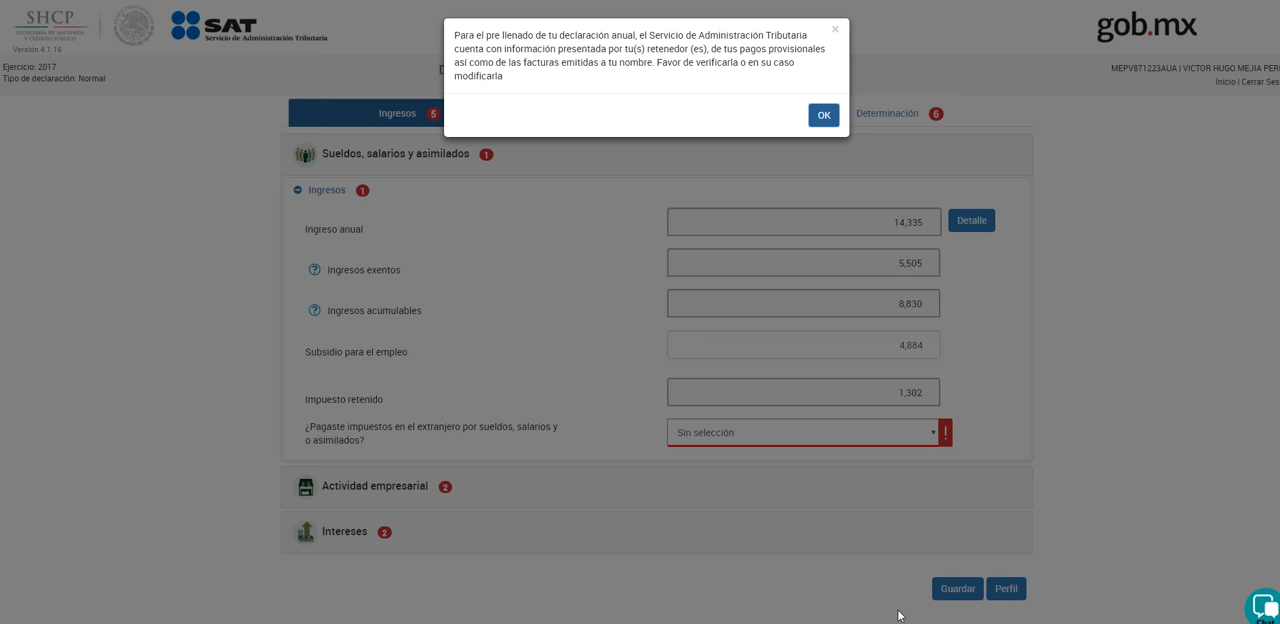 SHCP
SECRETARÍA DE HACIENDA
Y CRÉDITO PÚBLICO
SAT
Servicio de Administración Tributaria
gob.mx
Versión 4.1.16
Ejercicio: 2017
Tipo de declaración: Normal
MEPV871223AUA | VICTOR HUGO MEJIA PER
Inicio | Cerrar Ses
×
Para el pre llenado de tu declaración anual, el Servicio de Administración Tributaria
cuenta con información presentada por tu(s) retenedor (es), de tus pagos provisionales
así como de las facturas emitidas a tu nombre. Favor de verificarla o en su caso
modificarla
OK
Ingresos 5
Determinación 6
Sueldos, salarios y asimilados 1
Ingresos 1
Ingreso anual 14,335 Detalle
? Ingresos exentos 5,505
? Ingresos acumulables 8,830
Subsidio para el empleo 4,884
Impuesto retenido 1,302
¿Pagaste impuestos en el extranjero por sueldos, salarios y
o asimilados?
Sin selección !
Actividad empresarial 2
Intereses 2
Guardar Perfil
Chat